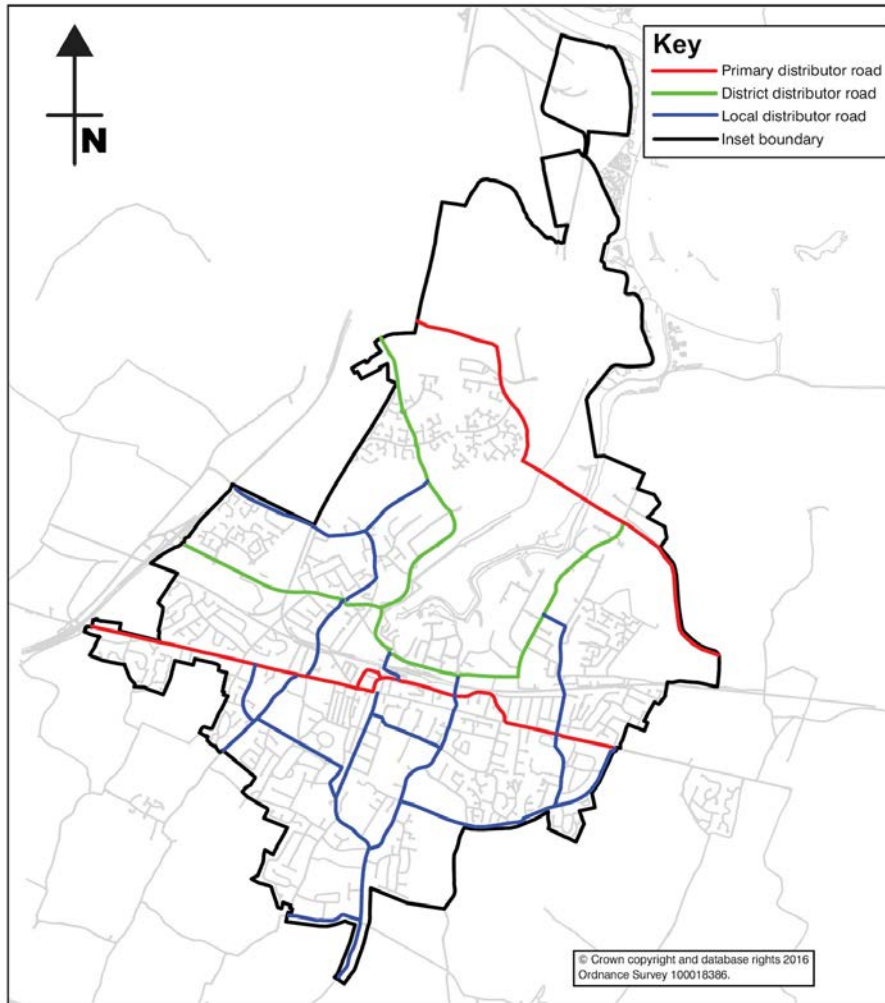 N
Key
Primary distributor road
District distributor road
Local distributor road
Inset boundary
© Crown copyright and database rights 2016
Ordnance Survey 100018386.